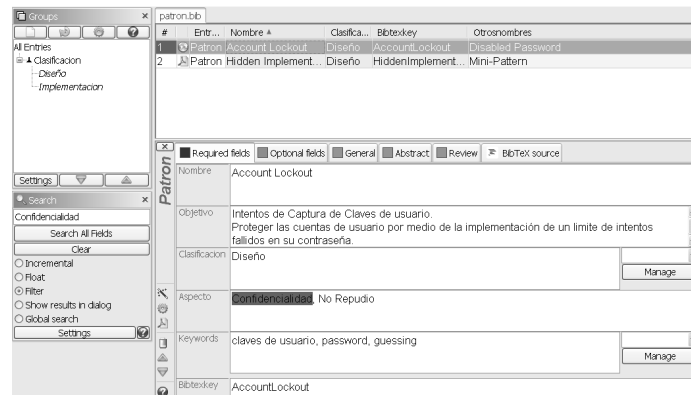 Groups
All Entries
Clasificacion
Diseño
Implementacion
Settings
Search
Confidencialidad
Search All Fields
Clear
Incremental
Float
Filter
Show results in dialog
Global search
Settings
patron.bib
# Entr... Nombre Clasifica... Bibtexkey Otrosnombres
1 Patron Account Lockout Diseño AccountLockout Disabled Password
2 Patron Hidden Implement... Diseño HiddenImplement... Mini-Pattern
Patron
Required fields Optional fields General Abstract Review BibTeX source
Nombre Account Lockout
Objetivo Intentos de Captura de Claves de usuario.
Proteger las cuentas de usuario por medio de la implementación de un limite de intentos
fallidos en su contraseña.
Clasificacion Diseño
Manage
Aspecto Confidencialidad, No Repudio
Keywords claves de usuario, password, guessing
Manage
Bibtexkey AccountLockout